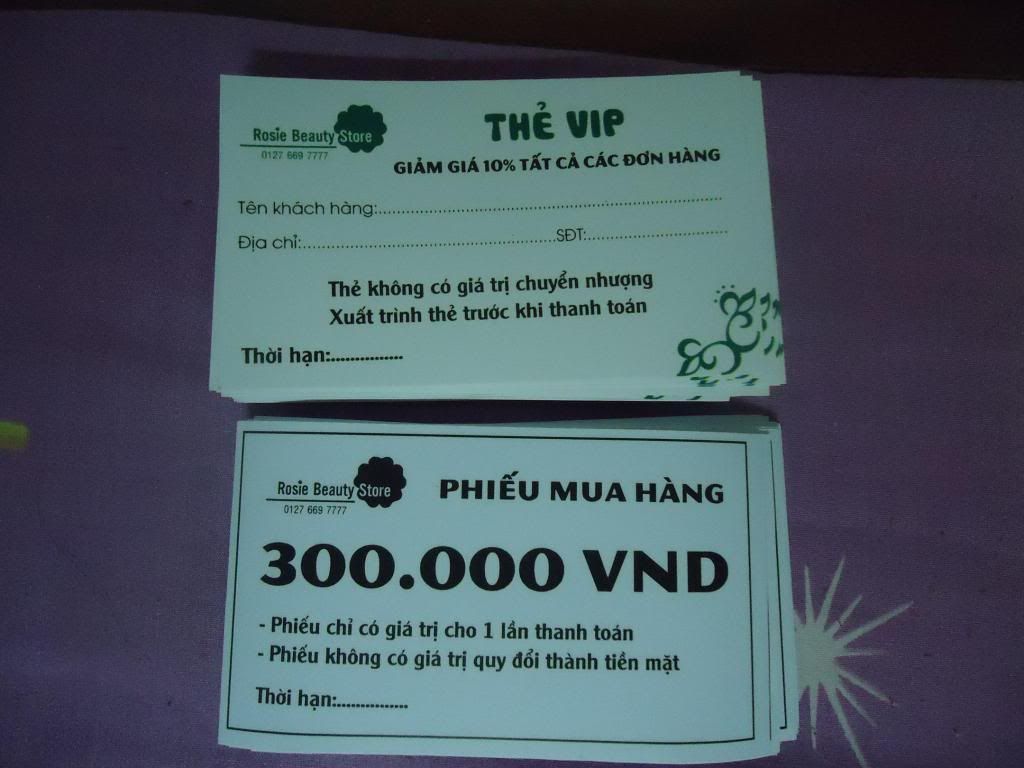 Rosie Beauty Store
0127 669 7777
THẺ VIP
GIẢM GIÁ 10% TẤT CẢ CÁC ĐƠN HÀNG
Tên khách hàng:...............................................................................
Địa chỉ:...................................................SĐT:.............................
Thẻ không có giá trị chuyển nhượng
Xuất trình thẻ trước khi thanh toán
Thời hạn:...............
Rosie Beauty Store
0127 669 7777
PHIẾU MUA HÀNG
300.000 VND
- Phiếu chỉ có giá trị cho 1 lần thanh toán
- Phiếu không có giá trị quy đổi thành tiền mặt
Thời hạn:...............